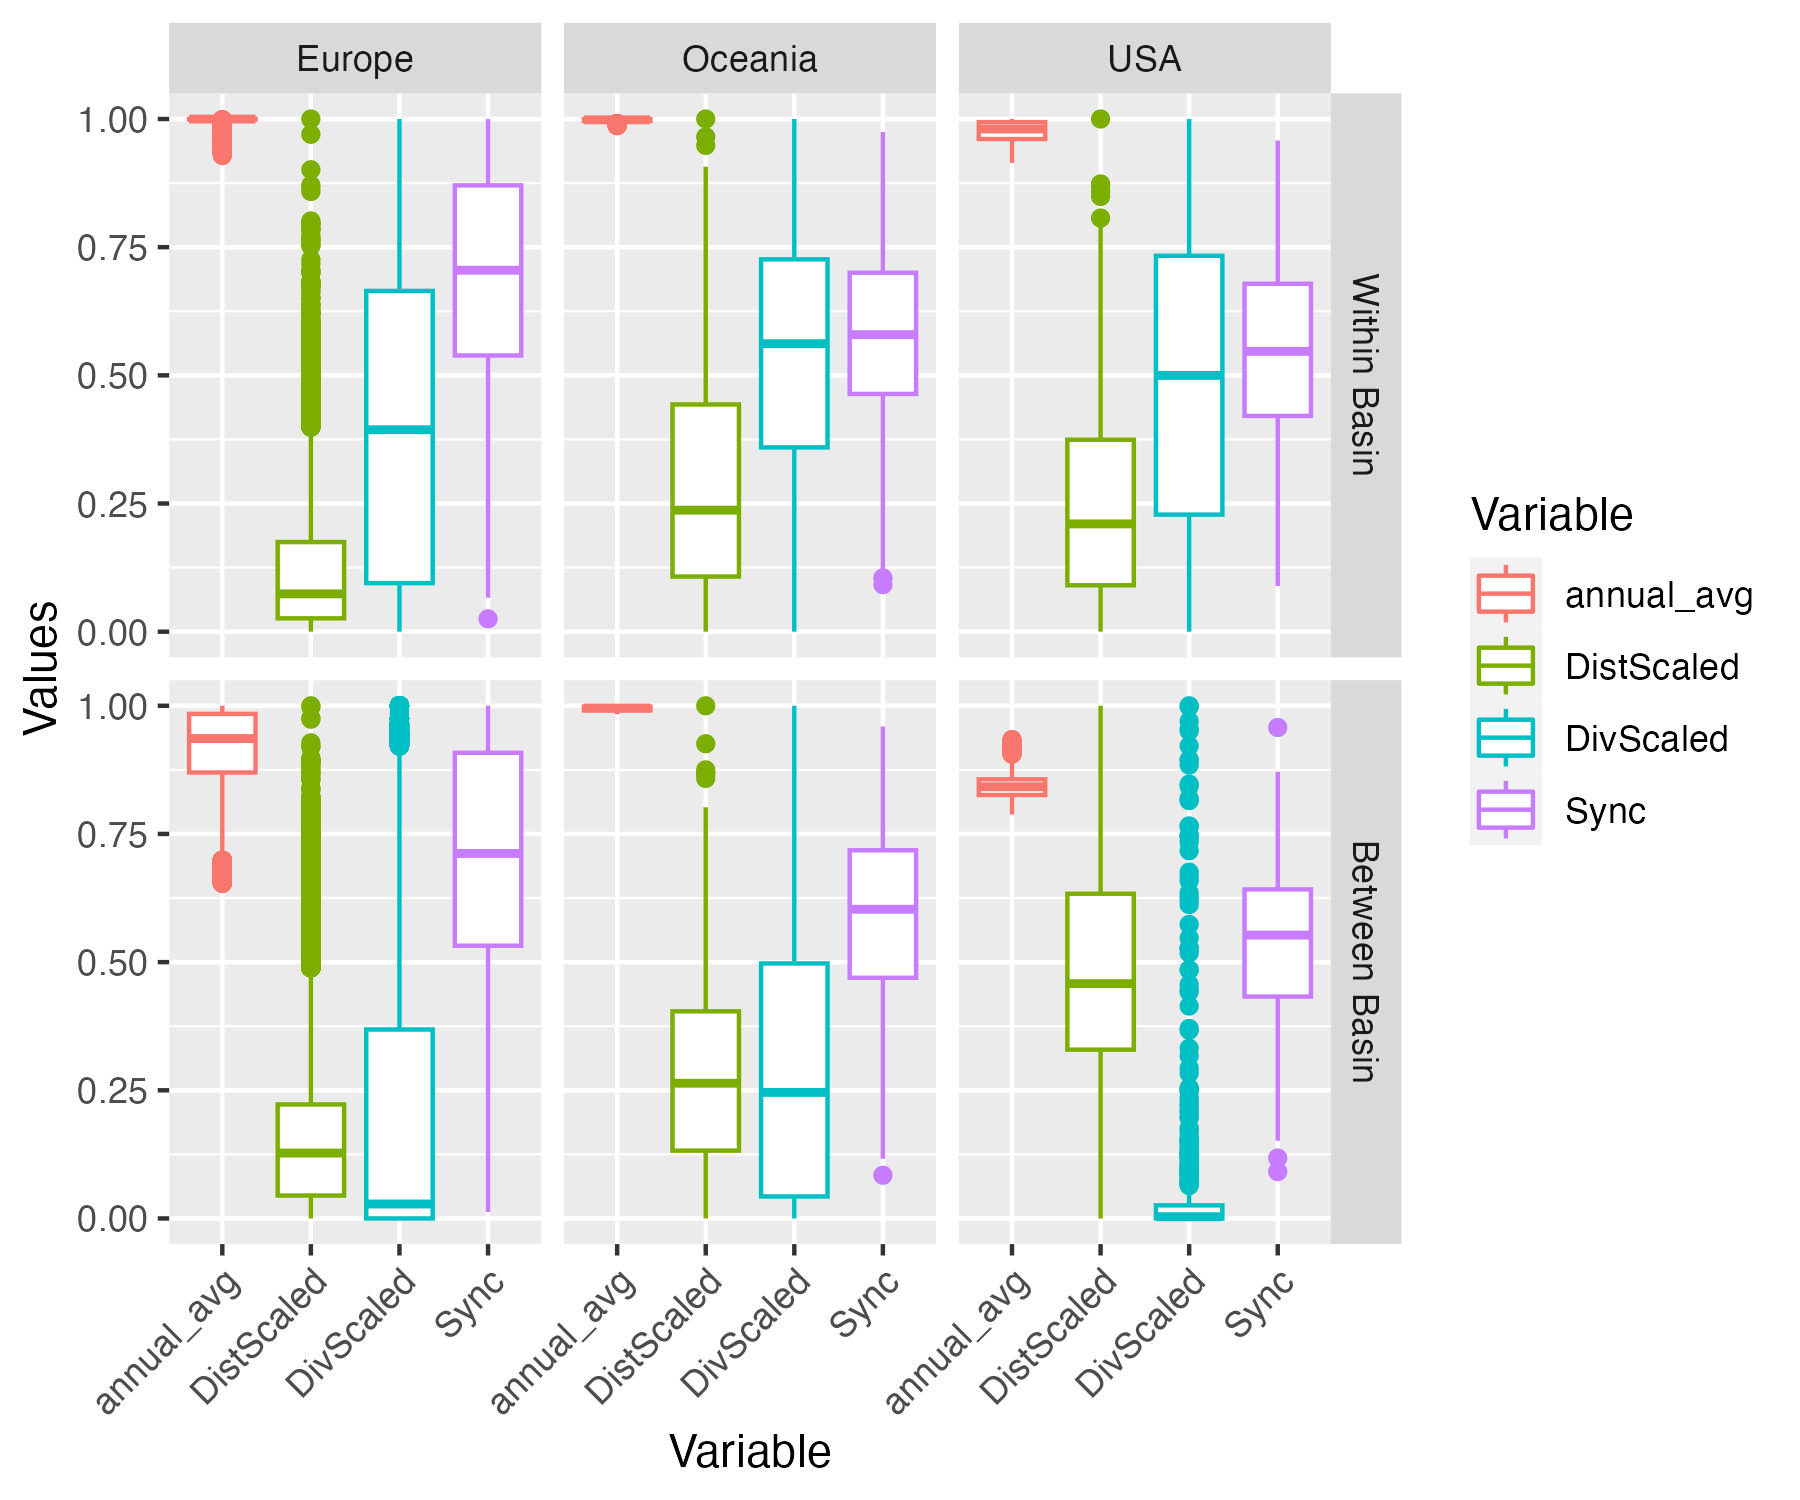 Europe
Oceania
USA
1.00
0.75
0.50
0.25
0.00
Within Basin
1.00
0.75
0.50
0.25
0.00
Between Basin
Values
annual_avg
DistScaled
DivScaled
Sync
annual_avg
DistScaled
DivScaled
Sync
annual_avg
DistScaled
DivScaled
Sync
Variable
Variable
annual_avg
DistScaled
DivScaled
Sync